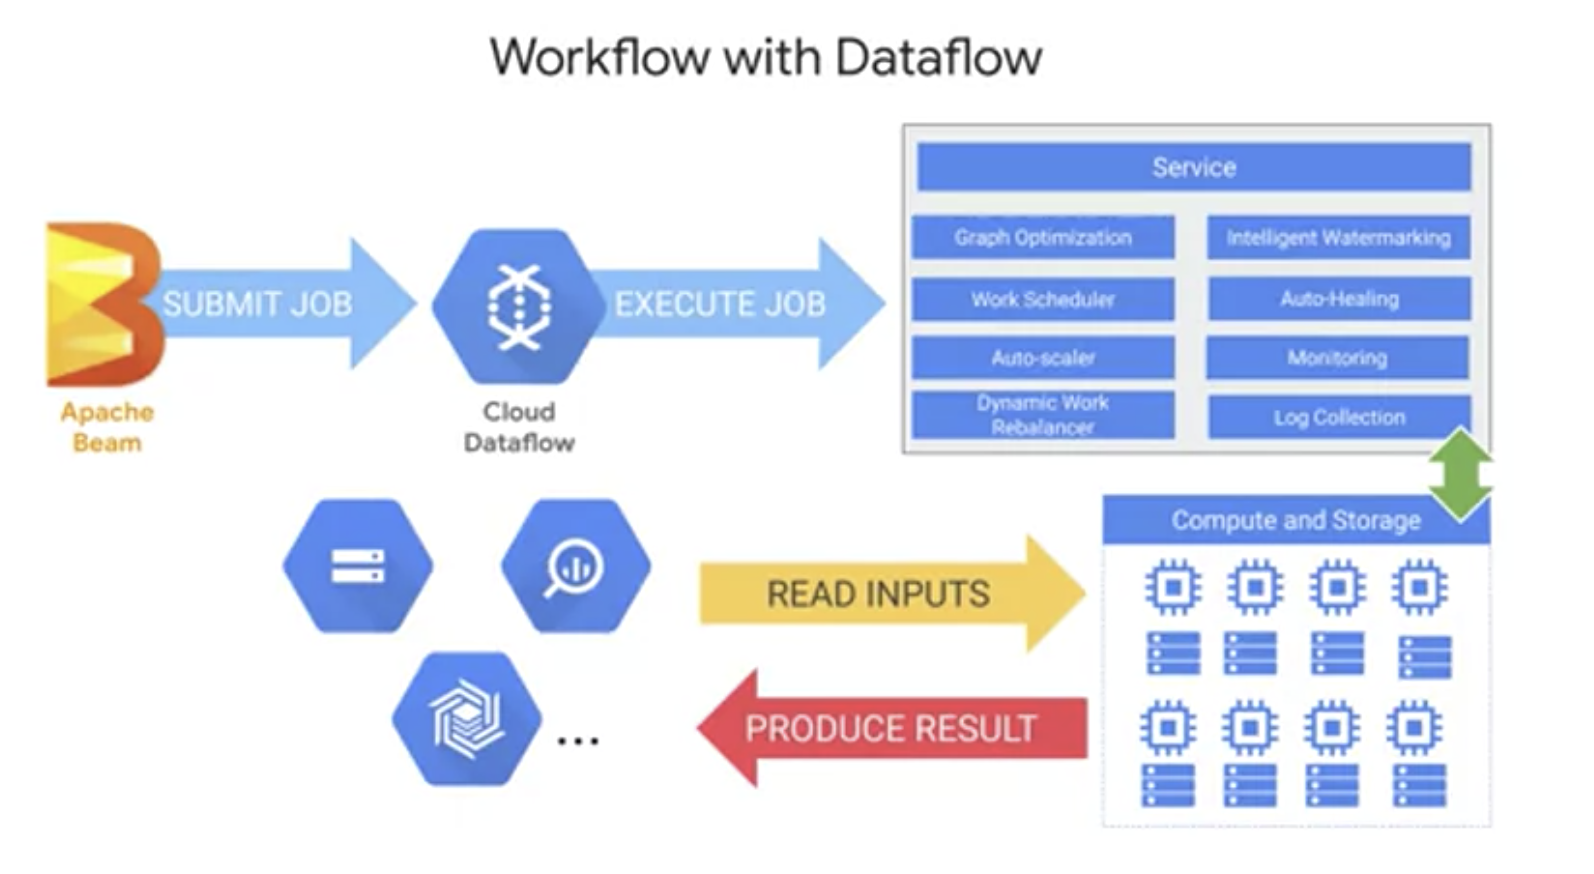 Workflow with Dataflow
Service
Graph Optimization
Intelligent Watermarking
Work Scheduler
Auto-Healing
Auto-scaler
Monitoring
Dynamic Work
Rebalancer
Log Collection
SUBMIT JOB
EXECUTE JOB
Apache
Beam
Cloud
Dataflow
Compute and Storage
READ INPUTS
PRODUCE RESULT
...